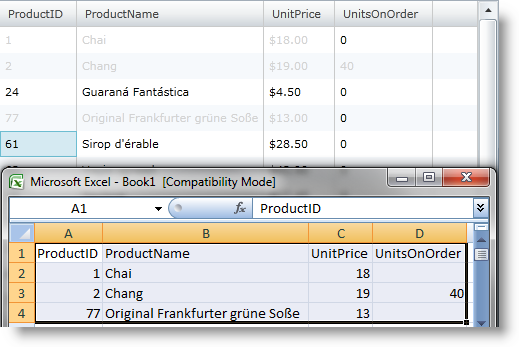 ProductID ProductName UnitPrice UnitsOnOrder
1 Chai $18.00 0
2 Chang $19.00 40
24 Guaraná Fantástica $4.50 0
77 Original Frankfurter grüne Soße $13.00 0
61 Sirop d'érable $28.50 0
Microsoft Excel - Book1 [Compatibility Mode]
A1 fx ProductID
A B C D
1 ProductID ProductName UnitPrice UnitsOnOrder
2 1 Chai 18
3 2 Chang 19 40
4 77 Original Frankfurter grüne Soße 13